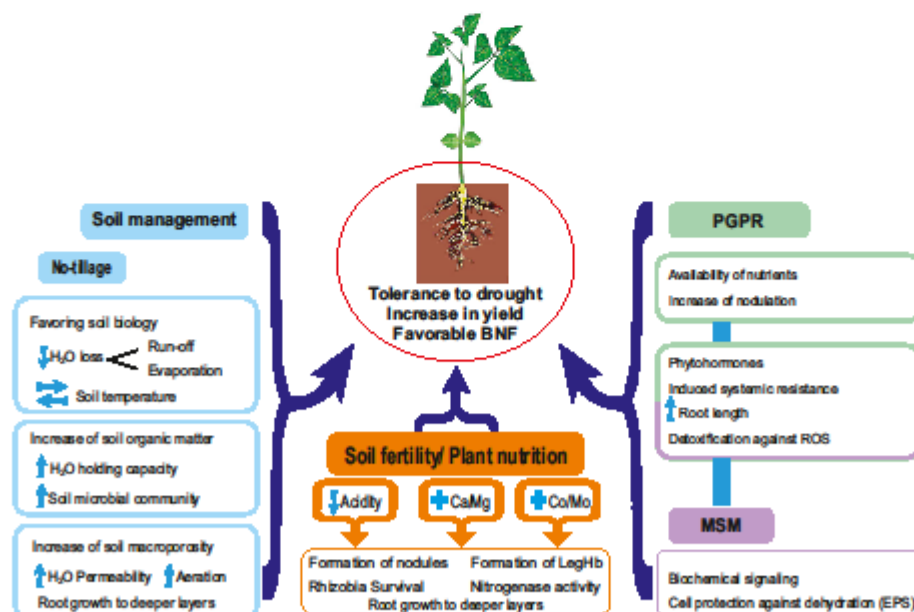 Tolerance to drought
Increase in yield
Favorable BNF
Soil management
No-tillage
Favoring soil biology
H₂O loss
Run-off
Evaporation
Soil temperature
Increase of soil organic matter
H₂O holding capacity
Soil microbial community
Increase of soil macroporosity
H₂O Permeability
Aeration
Root growth to deeper layers
Soil fertility/ Plant nutrition
Acidity
Ca/Mg
Co/Mo
Formation of nodules
Formation of LegHb
Rhizobia Survival
Nitrogenase activity
Root growth to deeper layers
PGPR
Availability of nutrients
Increase of nodulation
Phytohormones
Induced systemic resistance
Root length
Detoxification against ROS
MSM
Biochemical signaling
Cell protection against dehydration (EPS)